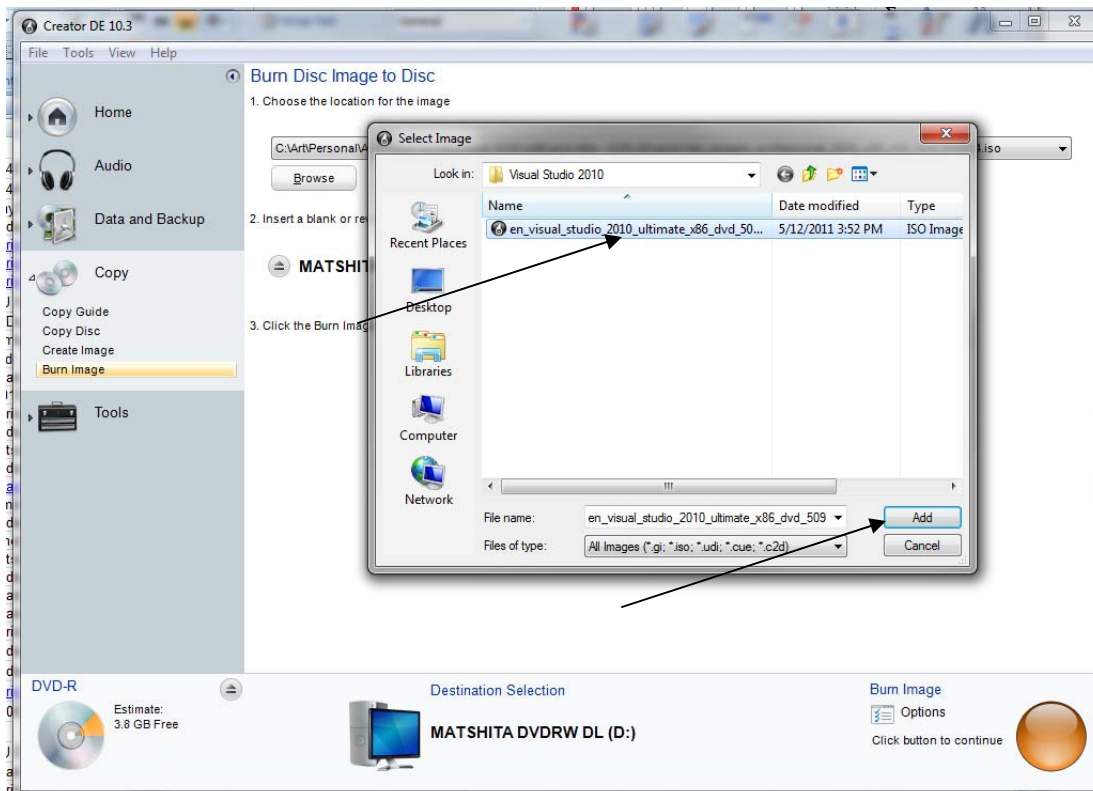 Creator DE 10.3
File Tools View Help
Home
Audio
Data and Backup
Copy
Copy Guide
Copy Disc
Create Image
Burn Image
Tools
Burn Disc Image to Disc
1. Choose the location for the image
C:\Art\Personal\
.iso
Browse
2. Insert a blank or
MATSHIT
3. Click the Burn
Select Image
Look in: Visual Studio 2010
Name Date modified Type
en_visual_studio_2010_ultimate_x86_dvd_50... 5/12/2011 3:52 PM ISO Image
Recent Places
Desktop
Libraries
Computer
Network
File name: en_visual_studio_2010_ultimate_x86_dvd_509 Add
Files of type: All Images (*.gi; *.iso; *.udi; *.cue; *.c2d) Cancel
DVD-R
Estimate:
3.8 GB Free
Destination Selection
MATSHITA DVDRW DL (D:)
Burn Image
Options
Click button to continue